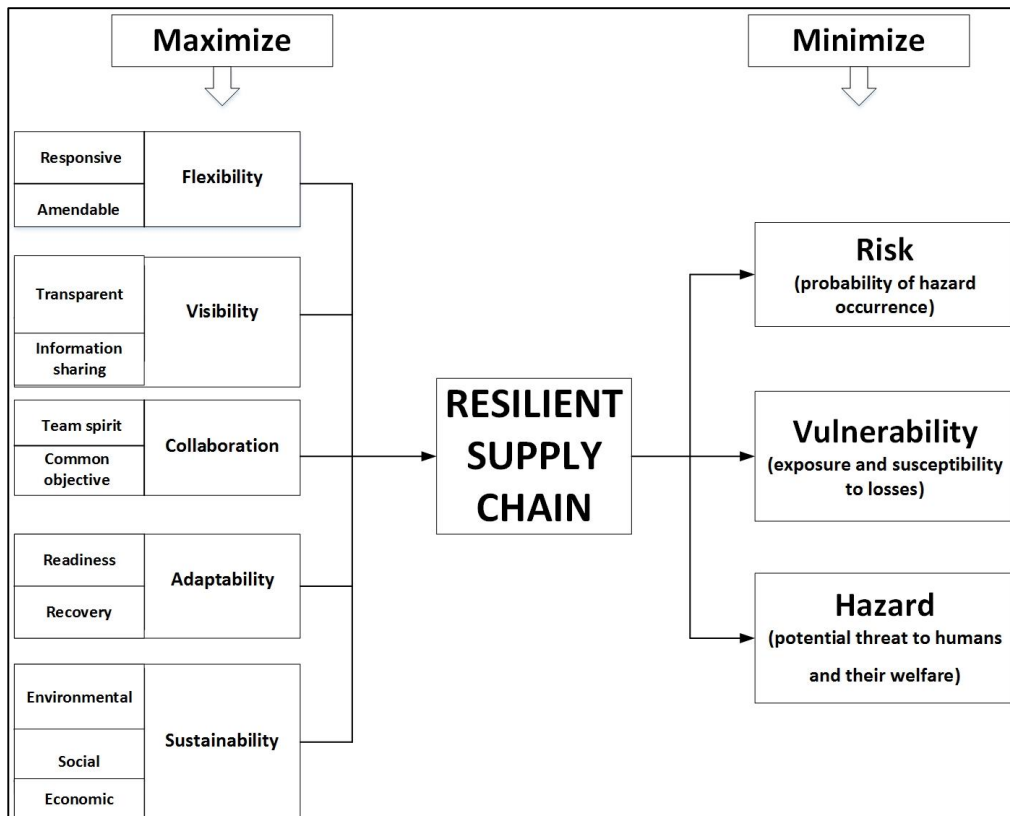 Maximize
Minimize
Responsive
Amendable
Flexibility
Transparent
Information
sharing
Visibility
Team spirit
Common
objective
Collaboration
Readiness
Recovery
Adaptability
Environmental
Social
Economic
Sustainability
RESILIENT
SUPPLY
CHAIN
Risk
(probability of hazard
occurrence)
Vulnerability
(exposure and susceptibility
to losses)
Hazard
(potential threat to humans
and their welfare)